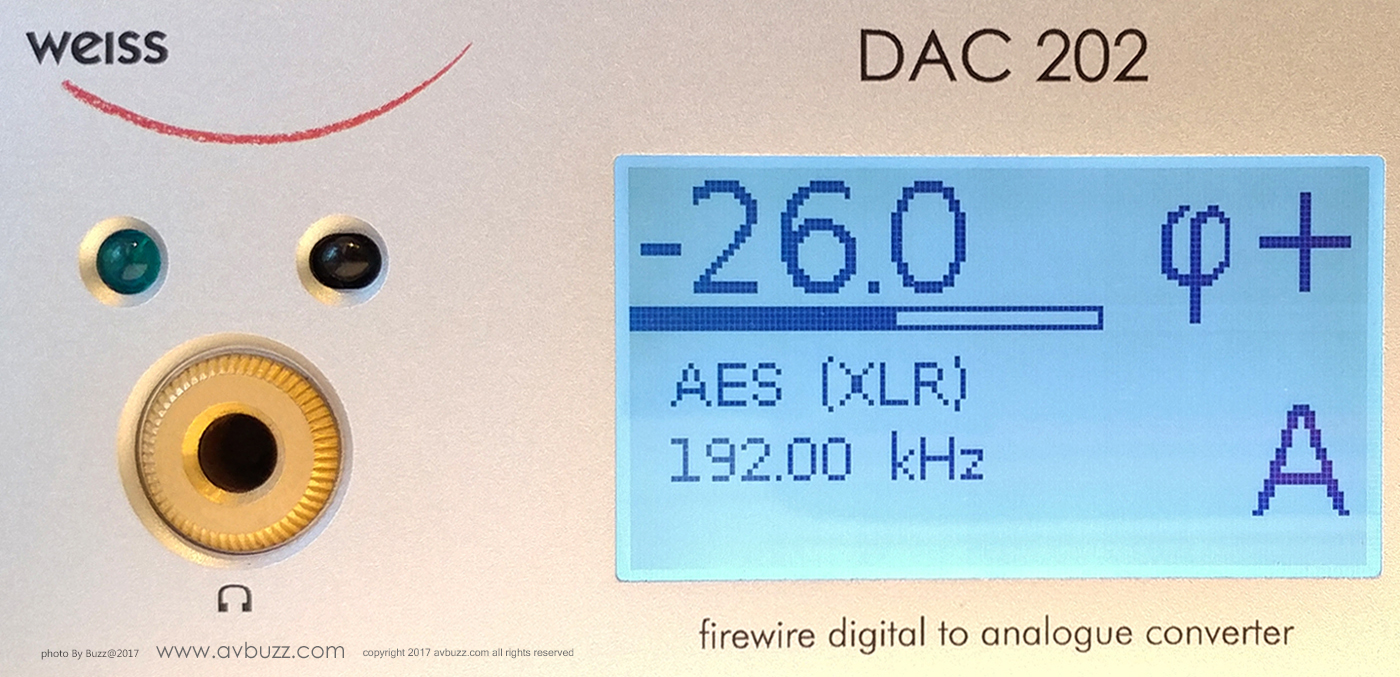 weiss
DAC 202
-26.0
φ+
AES (XLR)
192.00 kHz
A
firewire digital to analogue converter
photo By Buzz@2017
www.avbuzz.com
copyright 2017 avbuzz.com all rights reserved